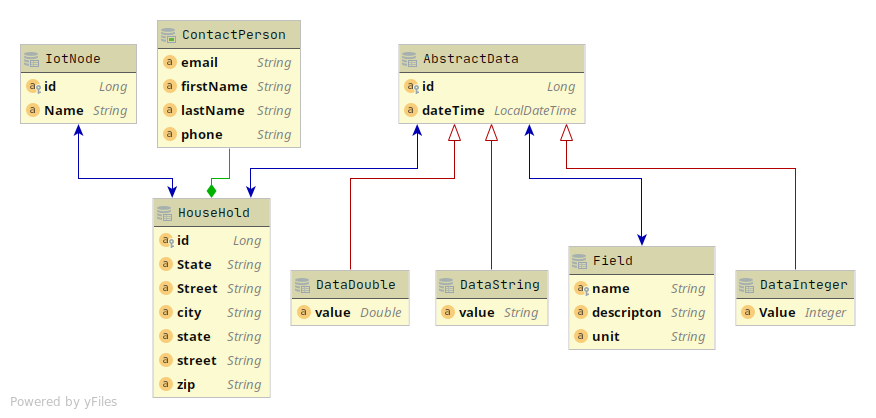 ContactPerson
email String
firstName String
lastName String
phone String
IotNode
id Long
Name String
AbstractData
id Long
dateTime LocalDateTime
HouseHold
id Long
State String
Street String
city String
state String
street String
zip String
DataDouble
value Double
DataString
value String
Field
name String
descripton String
unit String
DataInteger
Value Integer
Powered by yFiles